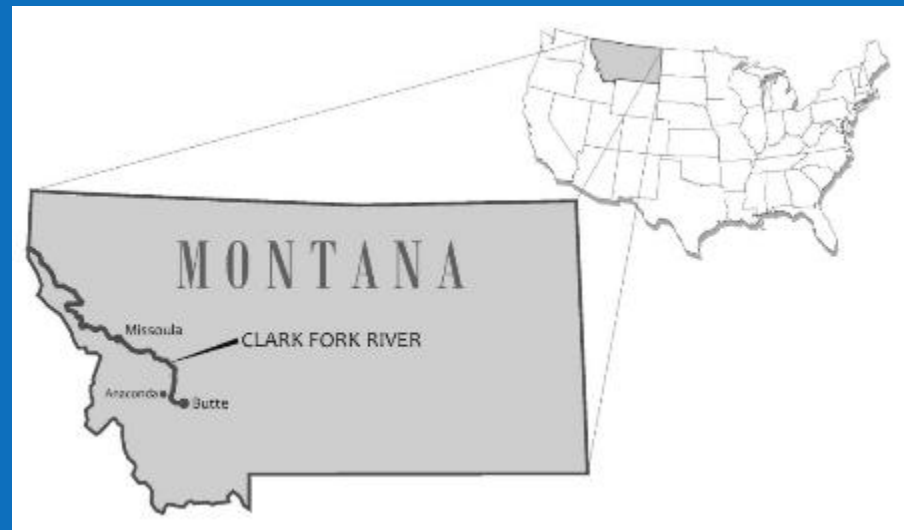 MONTANA
Missoula
CLARK FORK RIVER
Anaconda
Butte